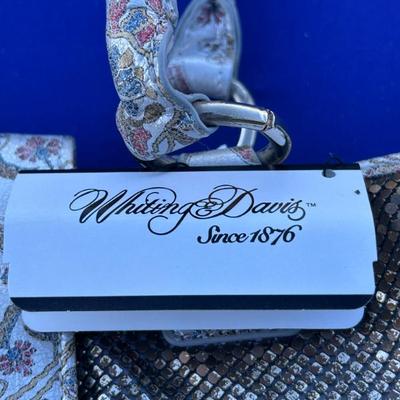 Whiting & Davis™
Since 1876